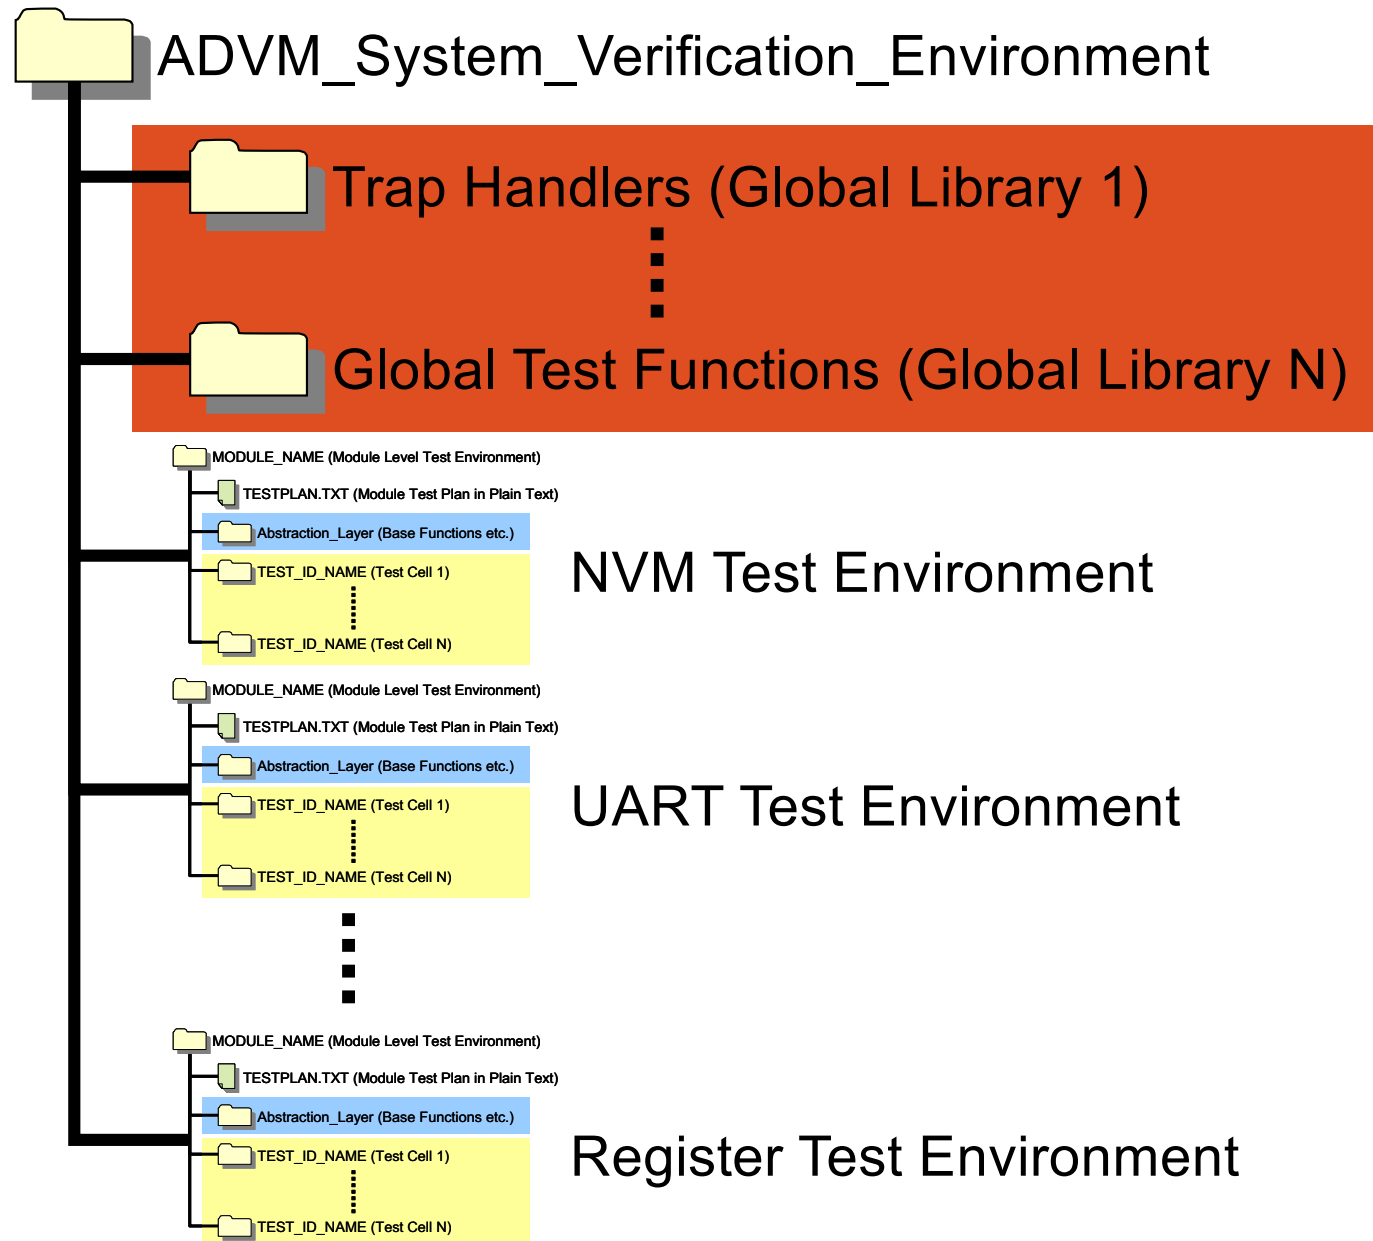 ADVM_System_Verification_Environment
Trap Handlers (Global Library 1)
Global Test Functions (Global Library N)
MODULE_NAME (Module Level Test Environment)
TESTPLAN.TXT (Module Test Plan in Plain Text)
Abstraction_Layer (Base Functions etc.)
TEST_ID_NAME (Test Cell 1)
TEST_ID_NAME (Test Cell N)
NVM Test Environment
MODULE_NAME (Module Level Test Environment)
TESTPLAN.TXT (Module Test Plan in Plain Text)
Abstraction_Layer (Base Functions etc.)
TEST_ID_NAME (Test Cell 1)
TEST_ID_NAME (Test Cell N)
UART Test Environment
MODULE_NAME (Module Level Test Environment)
TESTPLAN.TXT (Module Test Plan in Plain Text)
Abstraction_Layer (Base Functions etc.)
TEST_ID_NAME (Test Cell 1)
TEST_ID_NAME (Test Cell N)
Register Test Environment